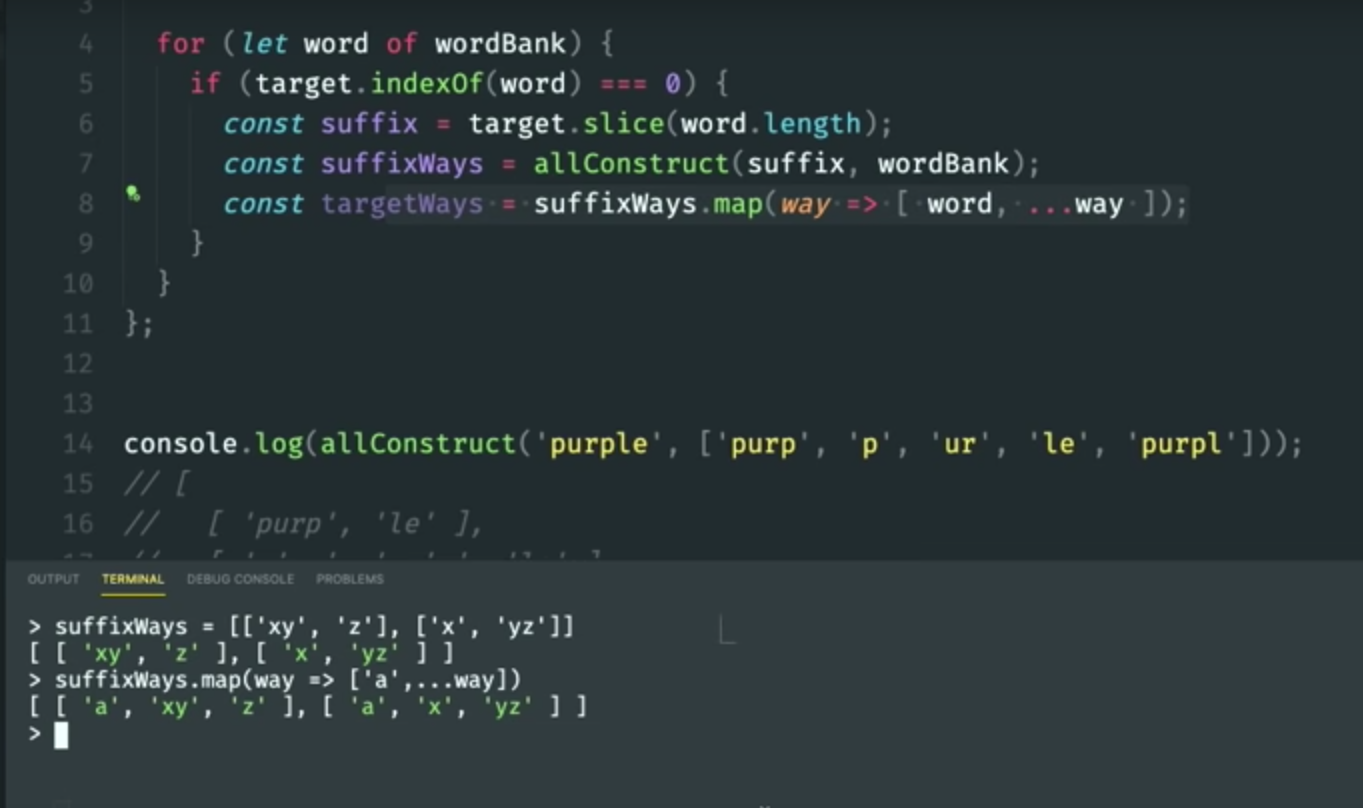 3
4 for (let word of wordBank) {
5 if (target.indexOf(word) === 0) {
6 const suffix = target.slice(word.length);
7 const suffixWays = allConstruct(suffix, wordBank);
8 const targetWays = suffixWays.map(way => [ word, ...way ]);
9 }
10 }
11 };
12
13
14 console.log(allConstruct('purple', ['purp', 'p', 'ur', 'le', 'purpl']));
15 // [
16 //   [ 'purp', 'le' ],
OUTPUT TERMINAL DEBUG CONSOLE PROBLEMS
> suffixWays = [['xy', 'z'], ['x', 'yz']]
[ [ 'xy', 'z' ], [ 'x', 'yz' ] ]
> suffixWays.map(way => ['a',...way])
[ [ 'a', 'xy', 'z' ], [ 'a', 'x', 'yz' ] ]
>